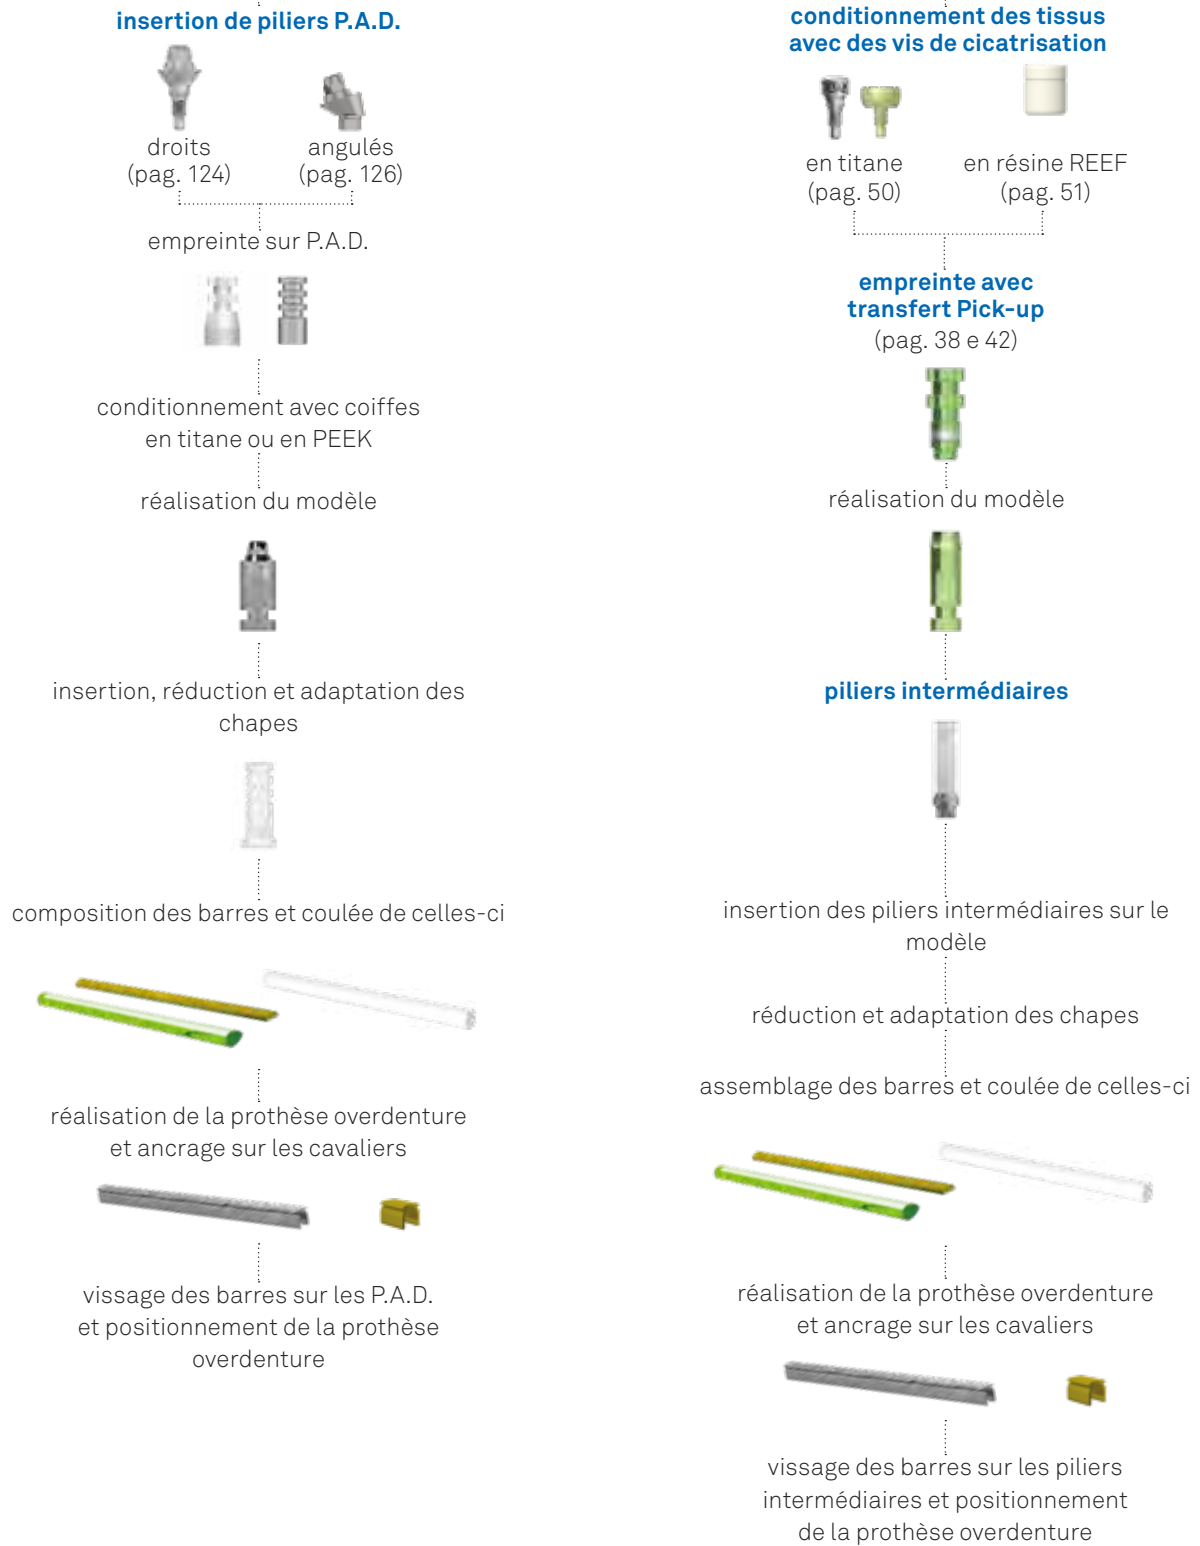 insertion de piliers P.A.D.
droits
(pag. 124)
angulés
(pag. 126)
empreinte sur P.A.D.
conditionnement avec coiffes
en titane ou en PEEK
réalisation du modèle
insertion, réduction et adaptation des
chapes
composition des barres et coulée de celles-ci
réalisation de la prothèse overdenture
et ancrage sur les cavaliers
vissage des barres sur les P.A.D.
et positionnement de la prothèse
overdenture
conditionnement des tissus
avec des vis de cicatrisation
en titane
(pag. 50)
en résine REEF
(pag. 51)
empreinte avec
transfert Pick-up
(pag. 38 e 42)
réalisation du modèle
piliers intermédiaires
insertion des piliers intermédiaires sur le
modèle
réduction et adaptation des chapes
assemblage des barres et coulée de celles-ci
réalisation de la prothèse overdenture
et ancrage sur les cavaliers
vissage des barres sur les piliers
intermédiaires et positionnement
de la prothèse overdenture